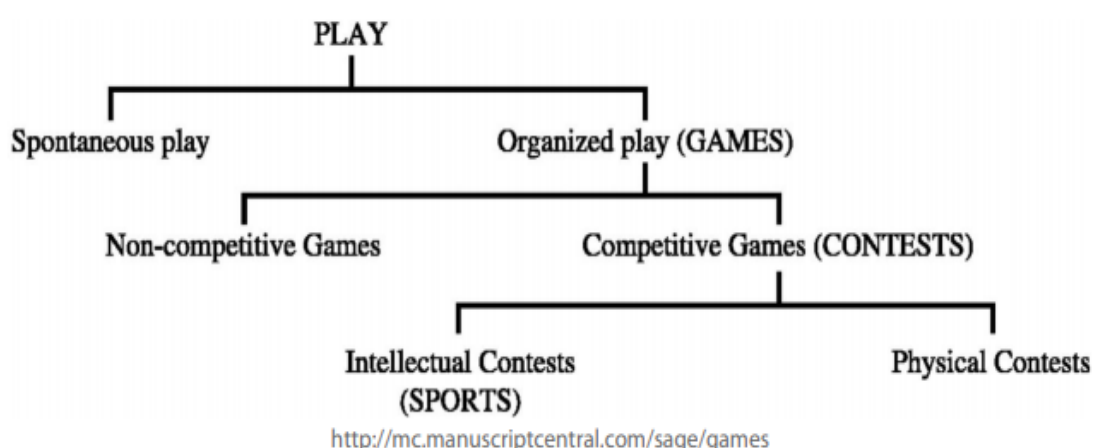 PLAY
Spontaneous play
Organized play (GAMES)
Non-competitive Games
Competitive Games (CONTESTS)
Intellectual Contests
(SPORTS)
Physical Contests
http://mc.manuscriptcentral.com/sage/games